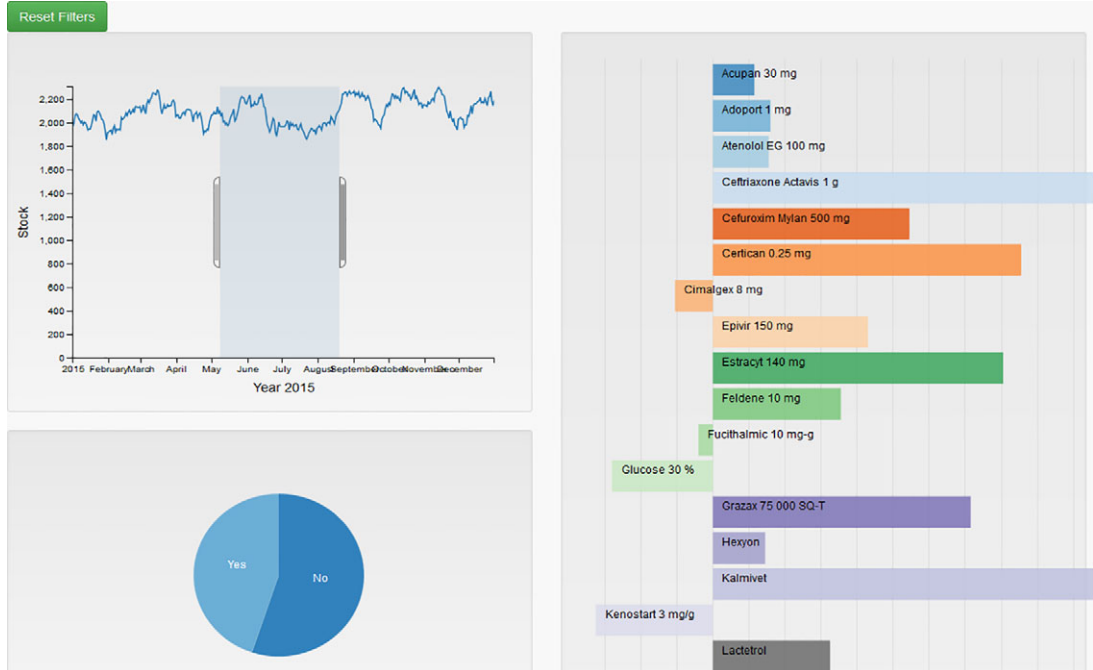 Reset Filters
2,200
2,000
1,800
1,600
1,400
1,200
1,000
800
600
400
200
0
Stock
2015 February March April May June July August September October November December
Year 2015
Yes
No
Acupan 30 mg
Adoport 1 mg
Atenolol EG 100 mg
Ceftriaxone Actavis 1 g
Cefuroxim Mylan 500 mg
Certican 0.25 mg
Cimalgex 8 mg
Epivir 150 mg
Estracyt 140 mg
Feldene 10 mg
Fucithalmic 10 mg-g
Glucose 30 %
Grazax 75 000 SQ-T
Hexyon
Kalmivet
Kenostart 3 mg/g
Lactetrol